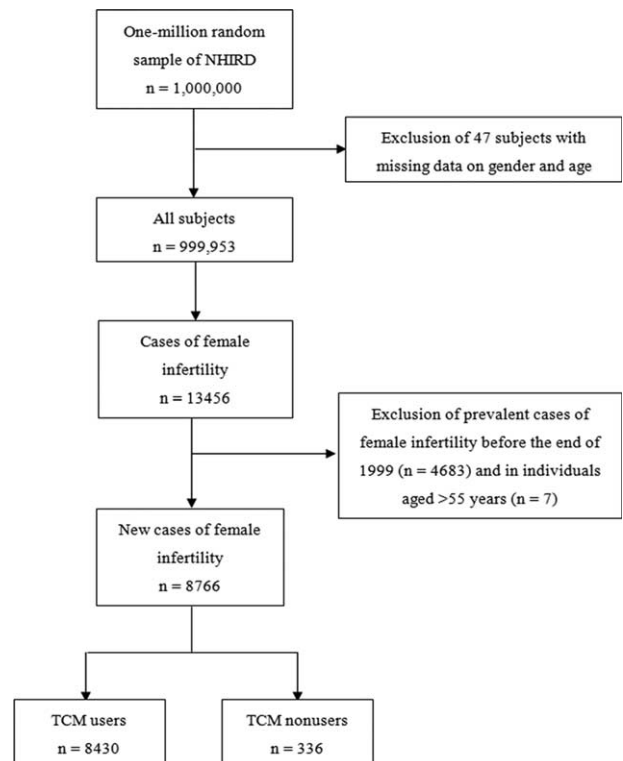 One-million random
sample of NHIRD
n = 1,000,000
Exclusion of 47 subjects with
missing data on gender and age
All subjects
n = 999,953
Cases of female
infertility
n = 13456
Exclusion of prevalent cases of
female infertility before the end of
1999 (n = 4683) and in individuals
aged >55 years (n = 7)
New cases of female
infertility
n = 8766
TCM users
n = 8430
TCM nonusers
n = 336